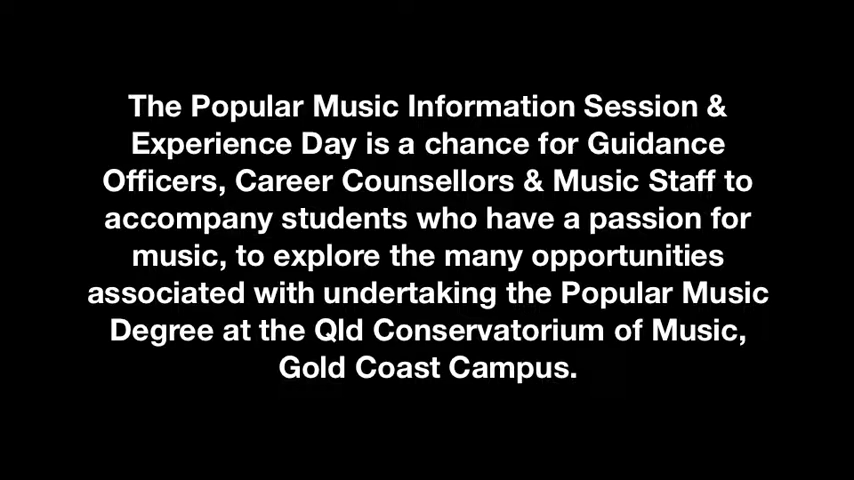 The Popular Music Information Session &
Experience Day is a chance for Guidance
Officers, Career Counsellors & Music Staff to
accompany students who have a passion for
music, to explore the many opportunities
associated with undertaking the Popular Music
Degree at the Qld Conservatorium of Music,
Gold Coast Campus.